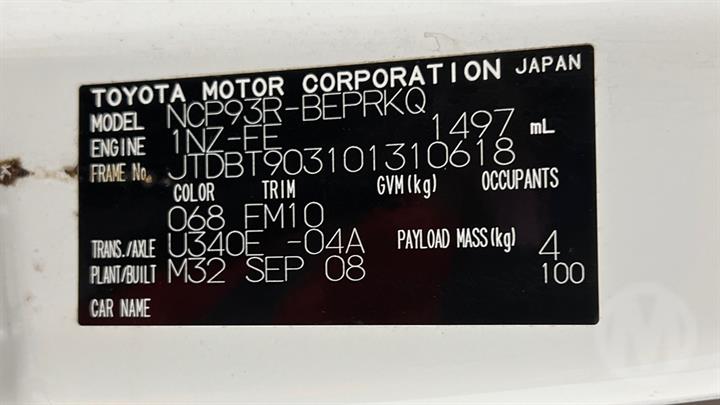 TOYOTA MOTOR CORPORATION JAPAN
MODEL NCP93R-BEPRKQ
ENGINE 1NZ-FE 1497 mL
FRAME No. JTDBT903101310618
COLOR TRIM GVM(kg) OCCUPANTS
068 FM10
TRANS./AXLE U340E -04A PAYLOAD MASS(kg) 4
PLANT/BUILT M32 SEP 08 100
CAR NAME
M